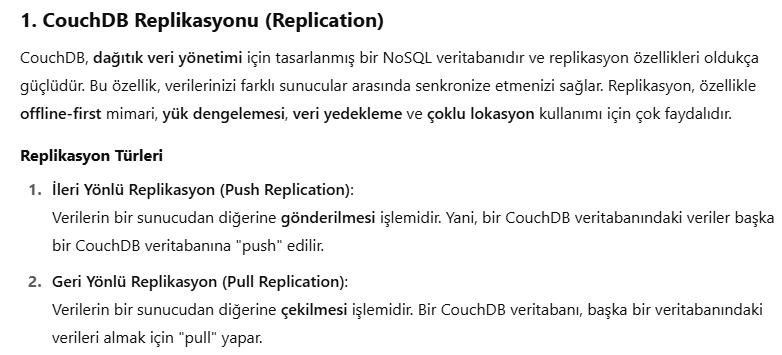 1. CouchDB Replikasyonu (Replication)
CouchDB, dağıtık veri yönetimi için tasarlanmış bir NoSQL veritabanıdır ve replikasyon özellikleri oldukça
güçlüdür. Bu özellik, verilerinizi farklı sunucular arasında senkronize etmenizi sağlar. Replikasyon, özellikle
offline-first mimari, yük dengelemesi, veri yedekleme ve çoklu lokasyon kullanımı için çok faydalıdır.
Replikasyon Türleri
1. İleri Yönlü Replikasyon (Push Replication):
Verilerin bir sunucudan diğerine gönderilmesi işlemidir. Yani, bir CouchDB veritabanındaki veriler başka
bir CouchDB veritabanına "push" edilir.
2. Geri Yönlü Replikasyon (Pull Replication):
Verilerin bir sunucudan diğerine çekilmesi işlemidir. Bir CouchDB veritabanı, başka bir veritabanındaki
verileri almak için "pull" yapar.